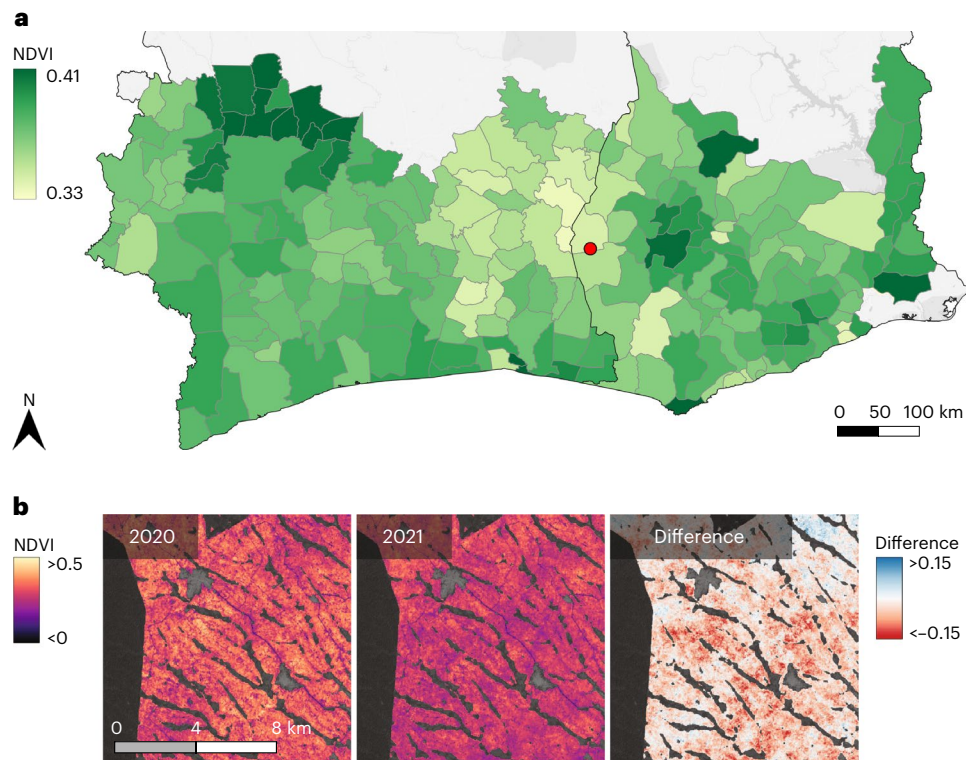 a
NDVI
0.41
0.33
N
0 50 100 km
b
NDVI
>0.5
<0
2020
2021
Difference
Difference
>0.15
<−0.15
0 4 8 km